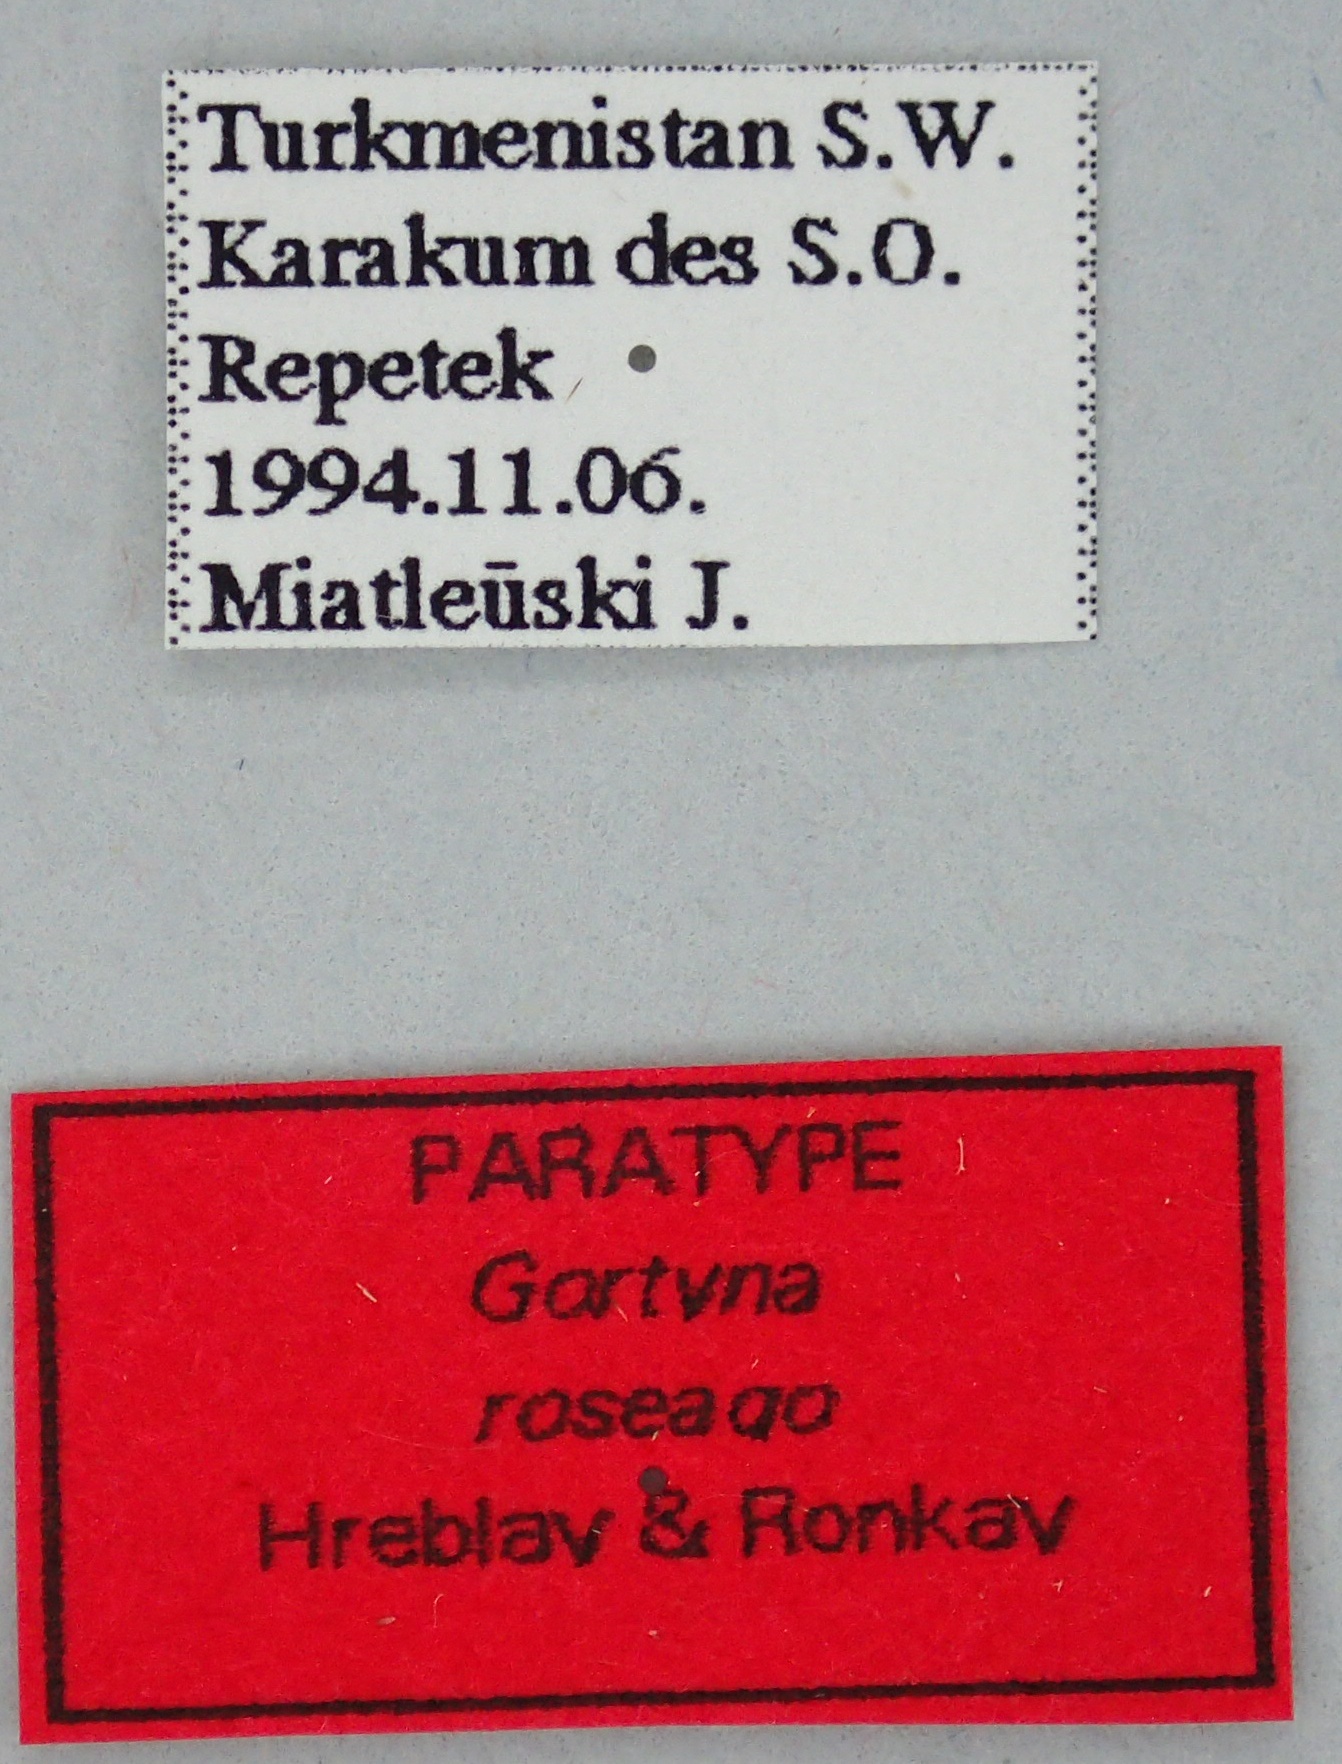 Turkmenistan S.W.
Karakum des S.O.
Repetek
1994.11.06.
Miatleūski J.
PARATYPE
Gortyna
roseago
Hreblay & Ronkay